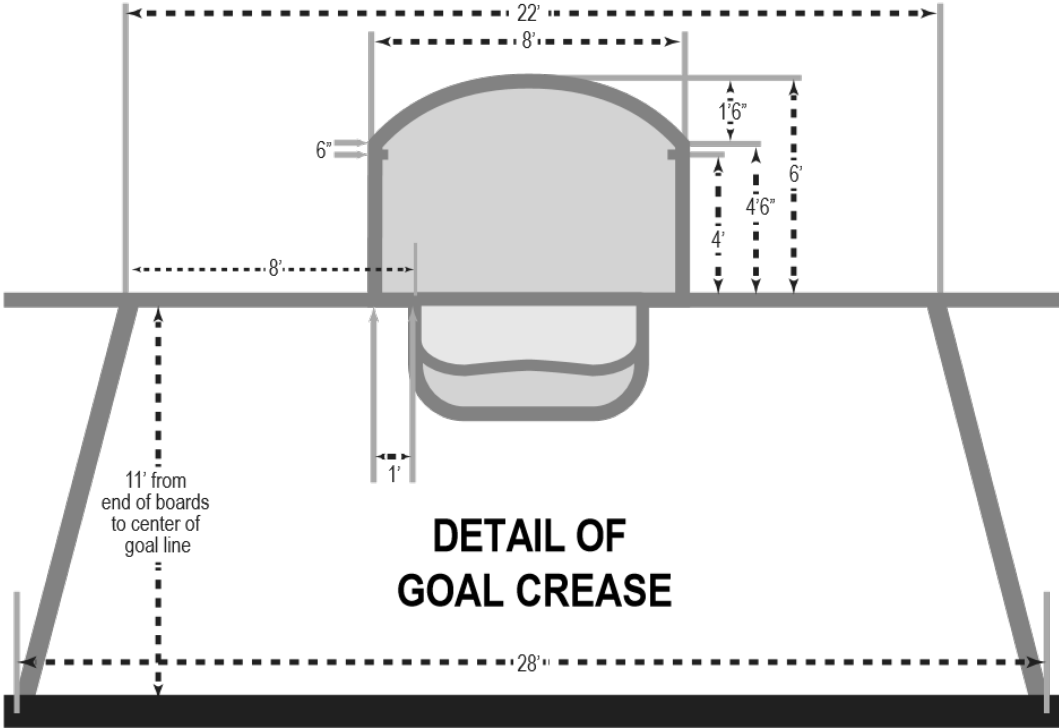 22’
8’
1’6”
6”
6’
4’6”
4’
8’
1’
11’ from
end of boards
to center of
goal line
DETAIL OF
GOAL CREASE
28’